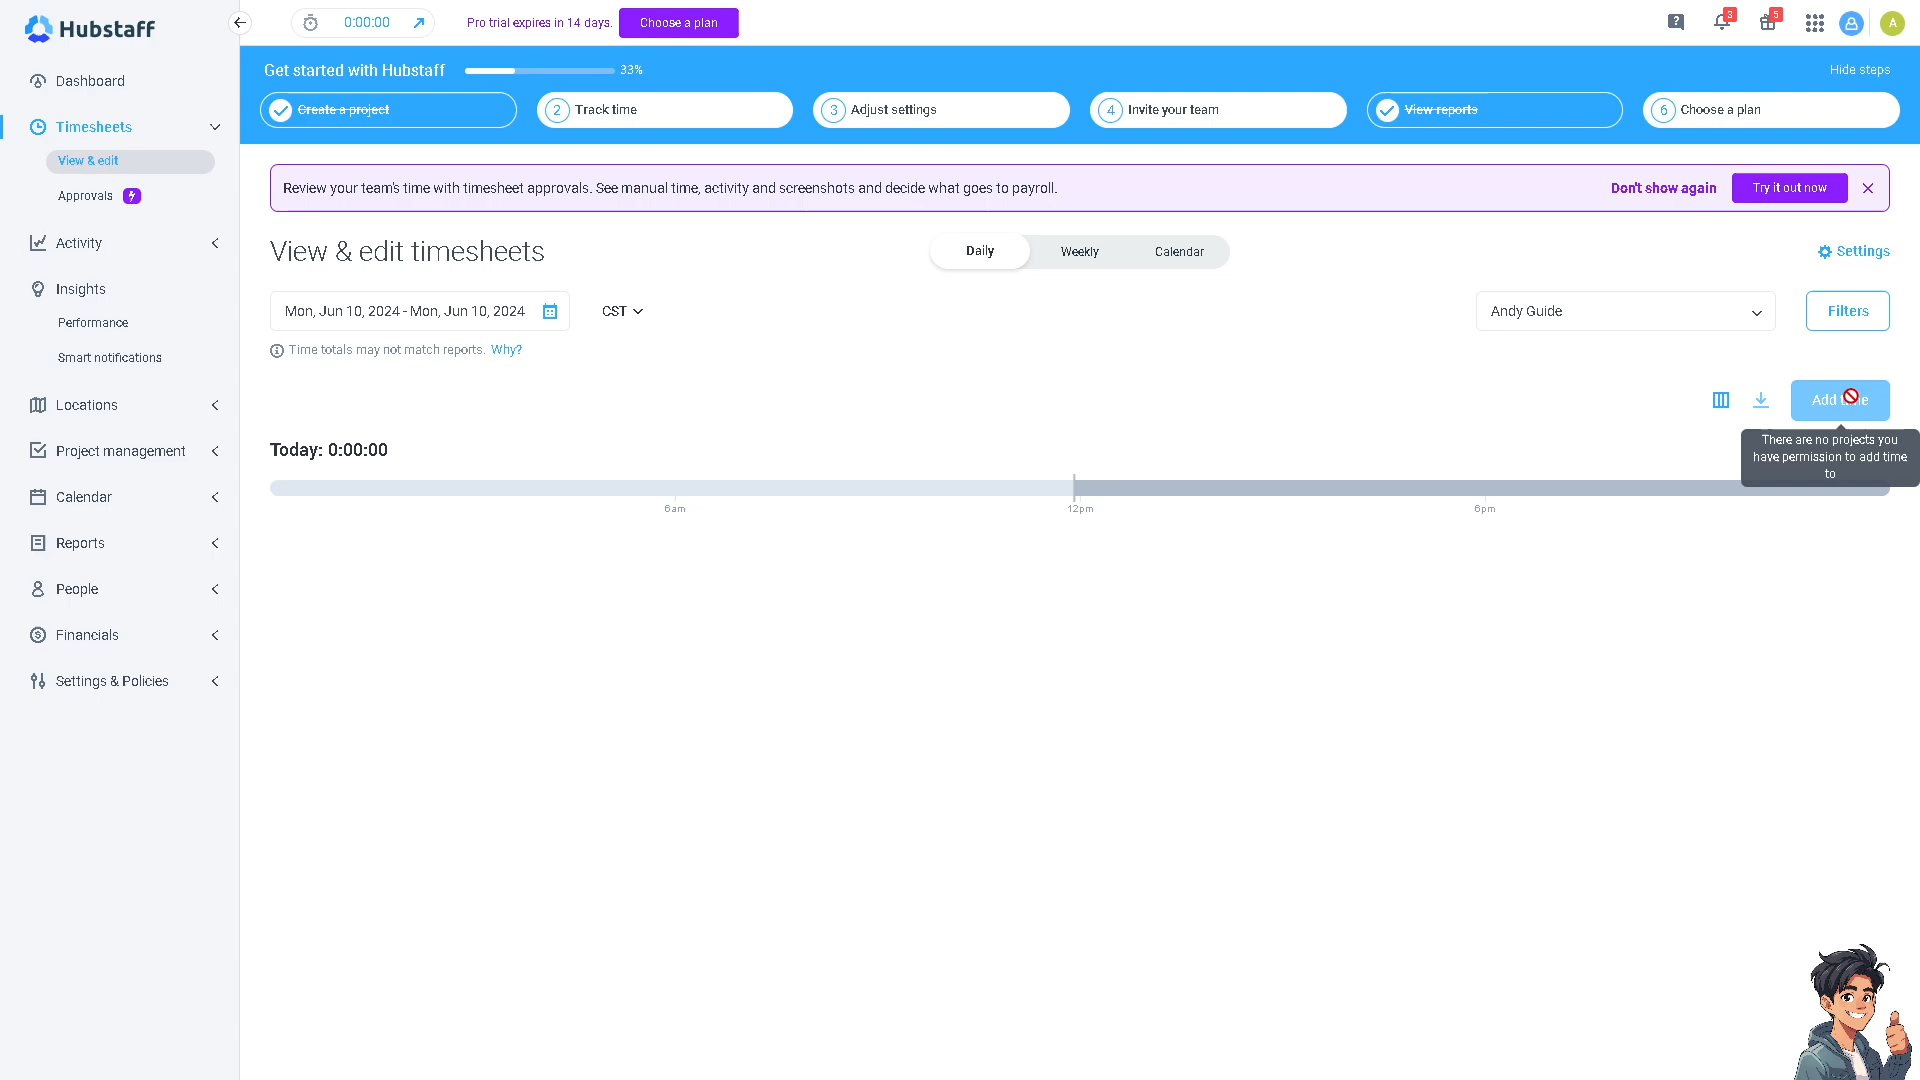 Hubstaff
0:00:00
Pro trial expires in 14 days.
Choose a plan
3
5
A
Get started with Hubstaff
33%
Hide steps
Create a project
2 Track time
3 Adjust settings
4 Invite your team
View reports
6 Choose a plan
Dashboard
Timesheets
View & edit
Approvals
Activity
Insights
Performance
Smart notifications
Locations
Project management
Calendar
Reports
People
Financials
Settings & Policies
Review your team's time with timesheet approvals. See manual time, activity and screenshots and decide what goes to payroll.
Don't show again
Try it out now
View & edit timesheets
Daily
Weekly
Calendar
Settings
Mon, Jun 10, 2024 - Mon, Jun 10, 2024
CST
Andy Guide
Filters
Time totals may not match reports. Why?
Add
There are no projects you
have permission to add time
to
Today: 0:00:00
6am
12pm
6pm